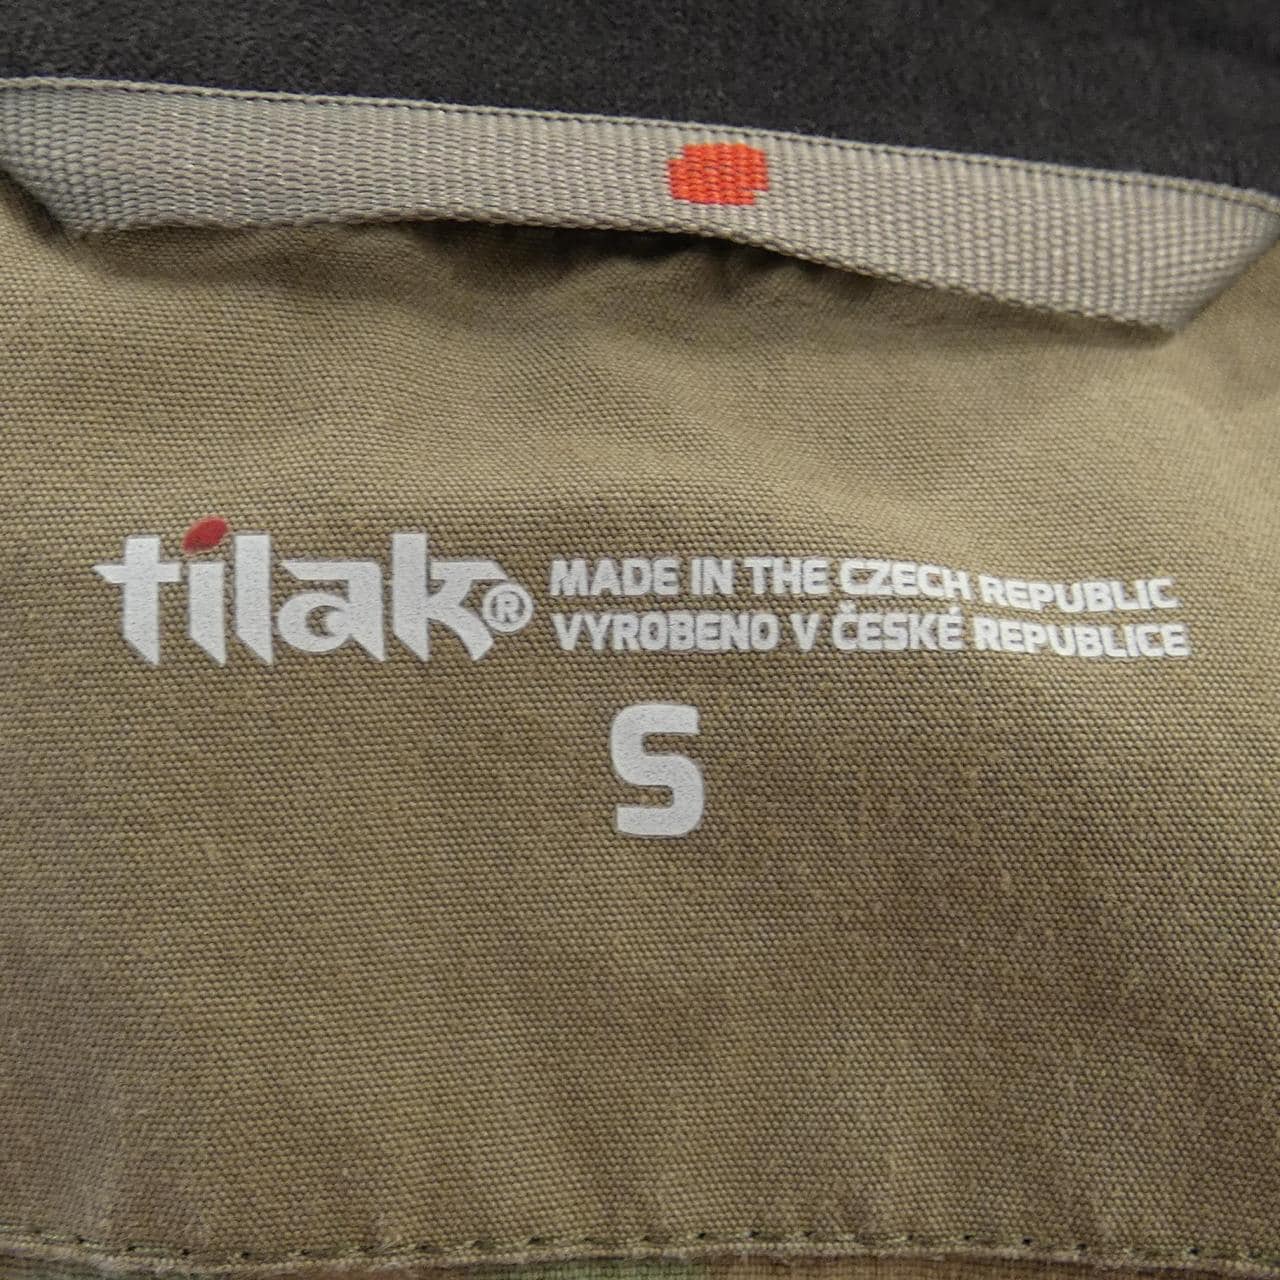 tilak®
MADE IN THE CZECH REPUBLIC
VYROBENO V ČESKÉ REPUBLICE
S